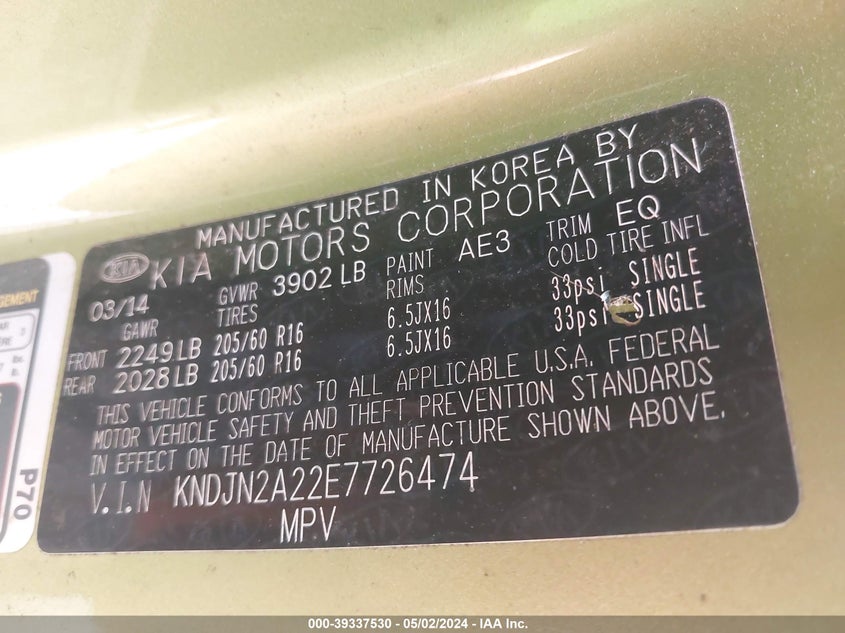 MANUFACTURED IN KOREA BY
KIA KIA MOTORS CORPORATION
03/14 GVWR 3902 LB PAINT AE3 TRIM EQ
GAWR TIRES RIMS COLD TIRE INFL
FRONT 2249 LB 205/60 R16 6.5JX16 33psi SINGLE
REAR 2028 LB 205/60 R16 6.5JX16 33psi SINGLE
THIS VEHICLE CONFORMS TO ALL APPLICABLE U.S.A. FEDERAL
MOTOR VEHICLE SAFETY AND THEFT PREVENTION STANDARDS
IN EFFECT ON THE DATE OF MANUFACTURE SHOWN ABOVE.
V.I.N KNDJN2A22E7726474
MPV
P70
000-39337530 - 05/02/2024 - IAA Inc.